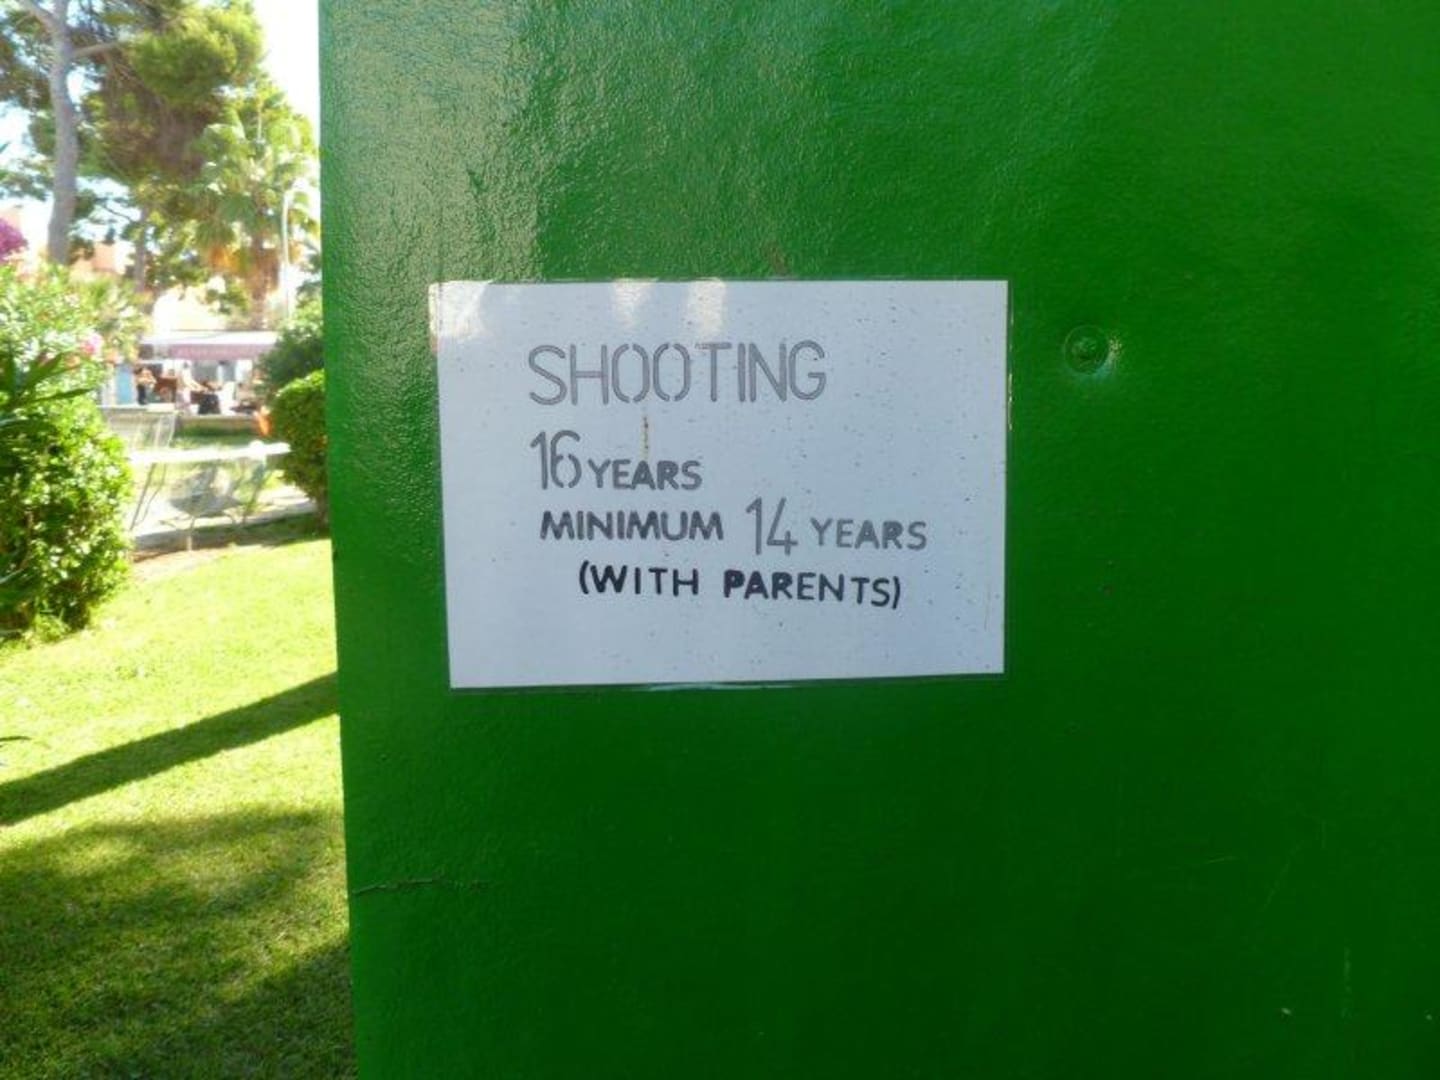 SHOOTING
16 YEARS
MINIMUM 14 YEARS
(WITH PARENTS)